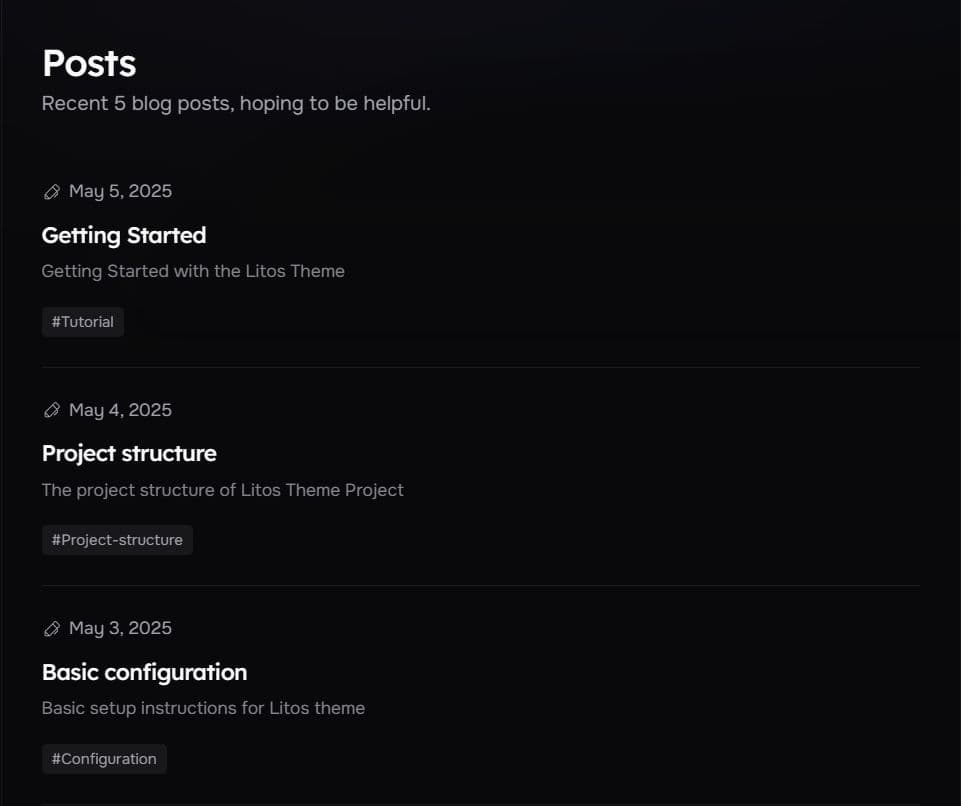 Posts
Recent 5 blog posts, hoping to be helpful.
May 5, 2025
Getting Started
Getting Started with the Litos Theme
#Tutorial
May 4, 2025
Project structure
The project structure of Litos Theme Project
#Project-structure
May 3, 2025
Basic configuration
Basic setup instructions for Litos theme
#Configuration